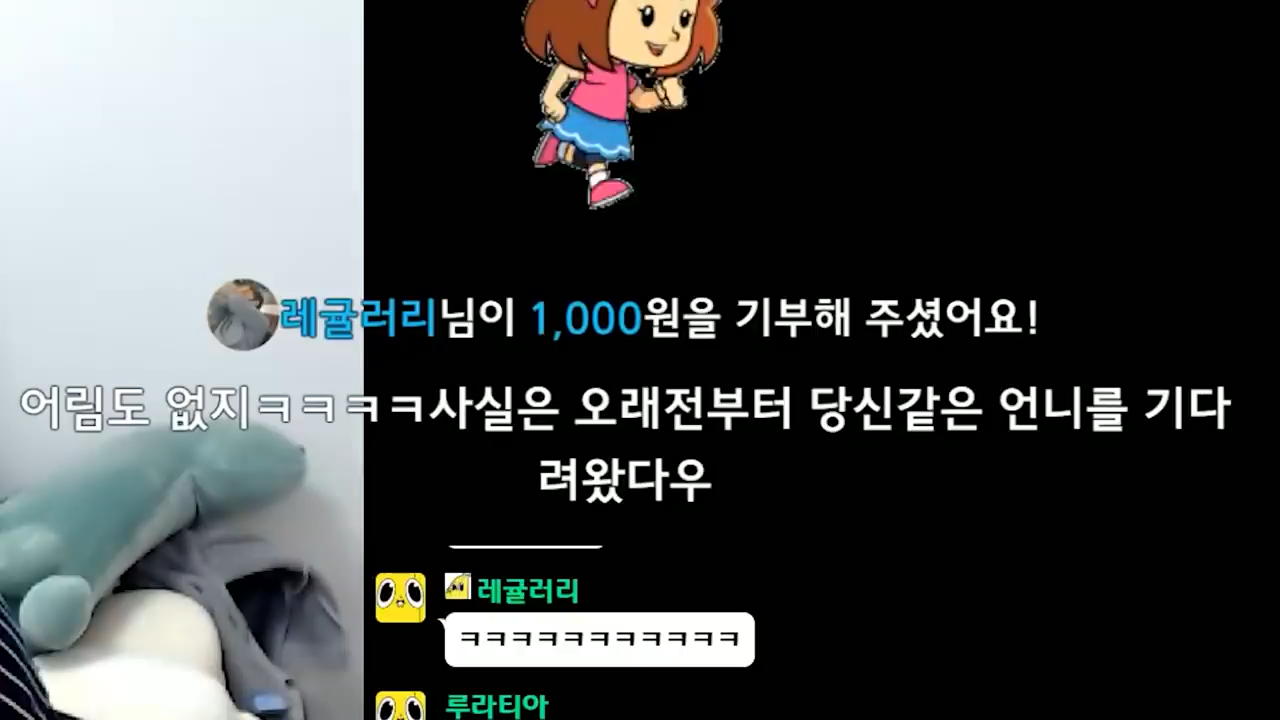 레귤러리님이 1,000원을 기부해 주셨어요!
어림도 없지ㅋㅋㅋㅋ사실은 오래전부터 당신같은 언니를 기다
려왔다우
레귤러리
ㅋㅋㅋㅋㅋㅋㅋㅋㅋㅋㅋ
루라티아